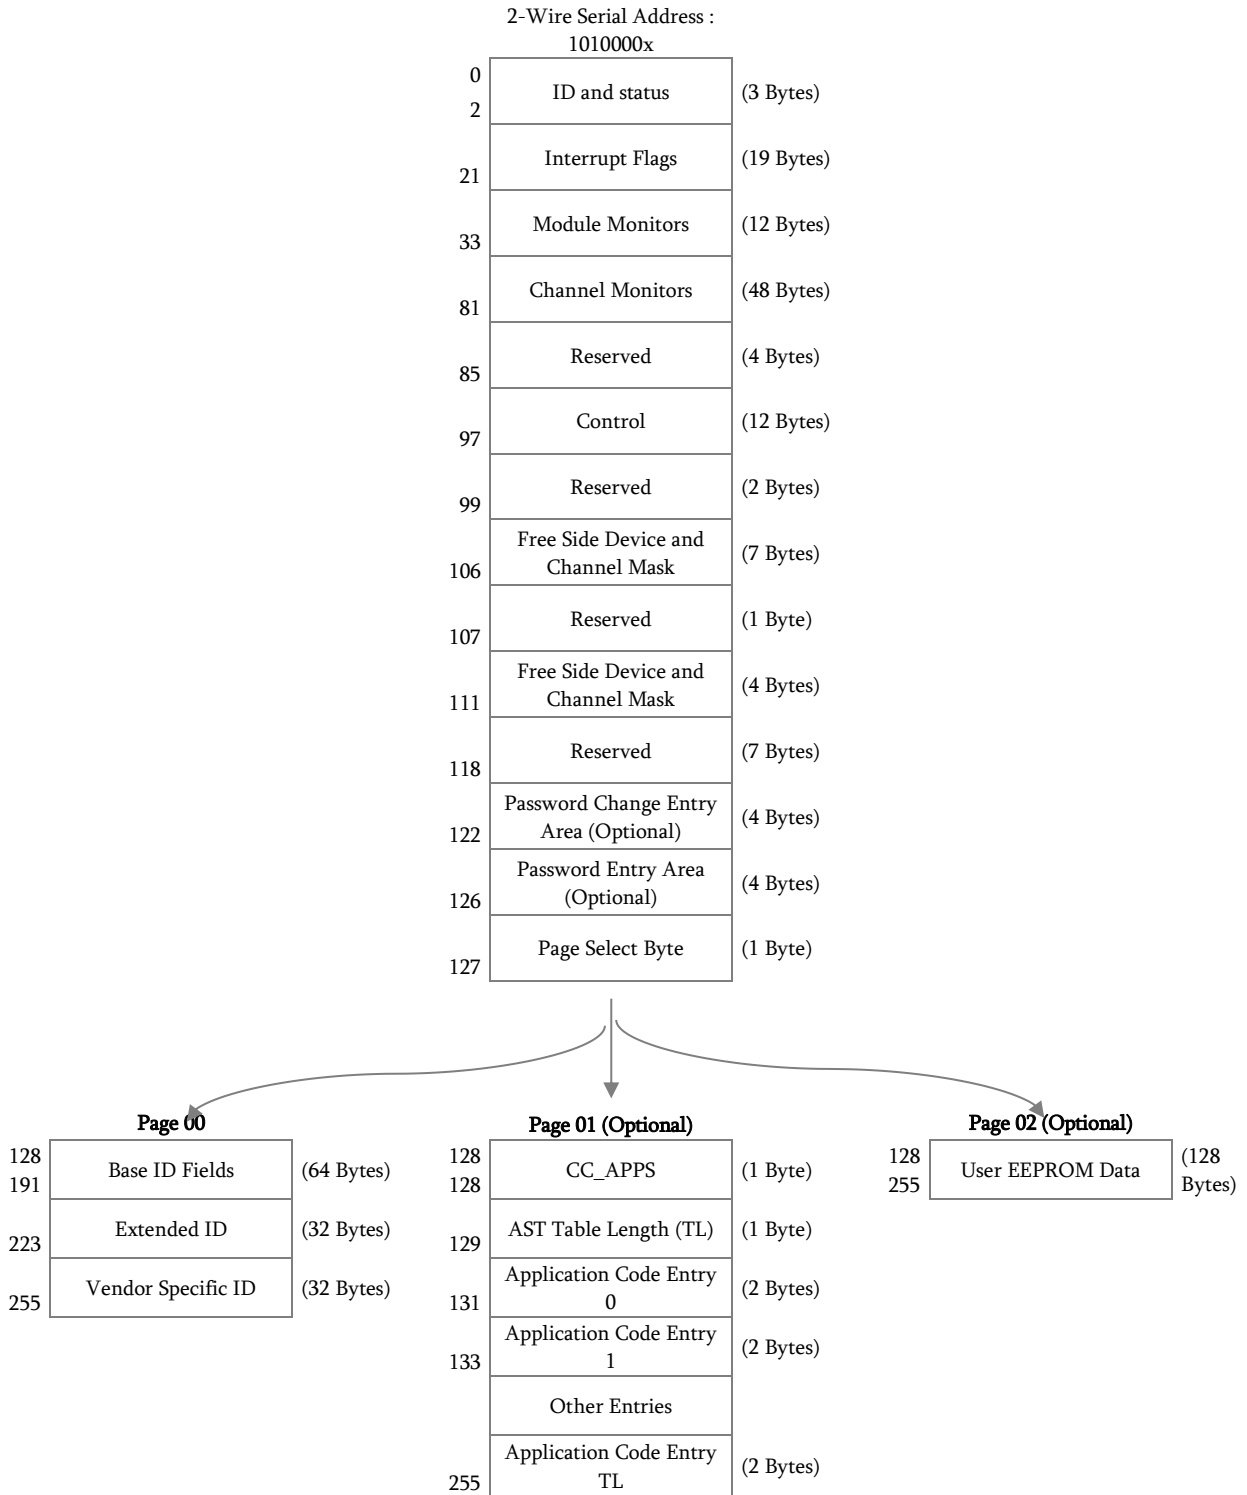 2-Wire Serial Address :
1010000x
0
2
ID and status
(3 Bytes)
21
Interrupt Flags
(19 Bytes)
33
Module Monitors
(12 Bytes)
81
Channel Monitors
(48 Bytes)
85
Reserved
(4 Bytes)
97
Control
(12 Bytes)
99
Reserved
(2 Bytes)
106
Free Side Device and
Channel Mask
(7 Bytes)
107
Reserved
(1 Byte)
111
Free Side Device and
Channel Mask
(4 Bytes)
118
Reserved
(7 Bytes)
122
Password Change Entry
Area (Optional)
(4 Bytes)
126
Password Entry Area
(Optional)
(4 Bytes)
127
Page Select Byte
(1 Byte)
Page 00
128
191
Base ID Fields
(64 Bytes)
223
Extended ID
(32 Bytes)
255
Vendor Specific ID
(32 Bytes)
Page 01 (Optional)
128
128
CC_APPS
(1 Byte)
129
AST Table Length (TL)
(1 Byte)
131
Application Code Entry
0
(2 Bytes)
133
Application Code Entry
1
(2 Bytes)
Other Entries
255
Application Code Entry
TL
(2 Bytes)
Page 02 (Optional)
128
255
User EEPROM Data
(128
Bytes)